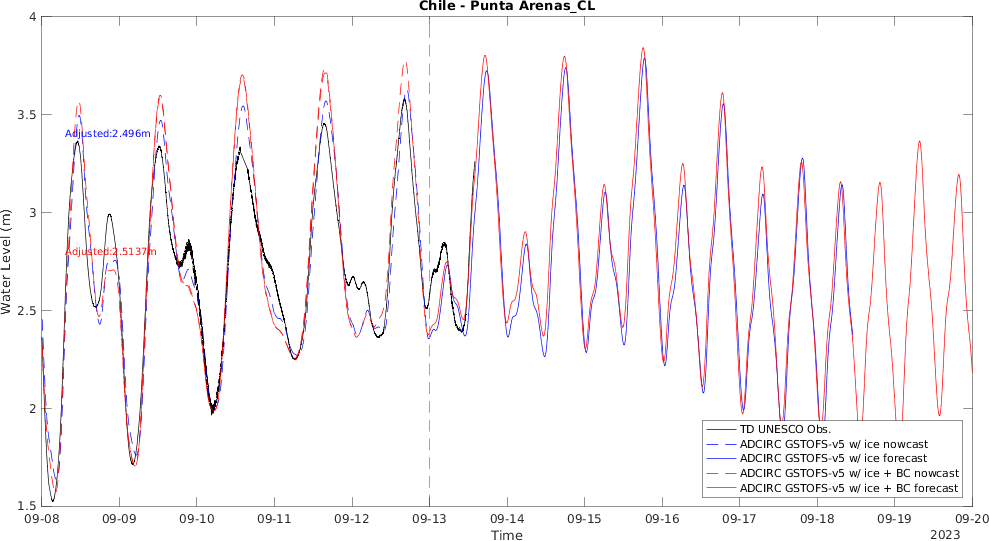 Chile - Punta Arenas_CL
Water Level (m)
4
3.5
3
2.5
2
1.5
Adjusted:2.496m
Adjusted:2.5137m
TD UNESCO Obs.
ADCIRC GSTOFS-v5 w/ ice nowcast
ADCIRC GSTOFS-v5 w/ ice forecast
ADCIRC GSTOFS-v5 w/ ice + BC nowcast
ADCIRC GSTOFS-v5 w/ ice + BC forecast
09-08 09-09 09-10 09-11 09-12 09-13 09-14 09-15 09-16 09-17 09-18 09-19 09-20
Time
2023